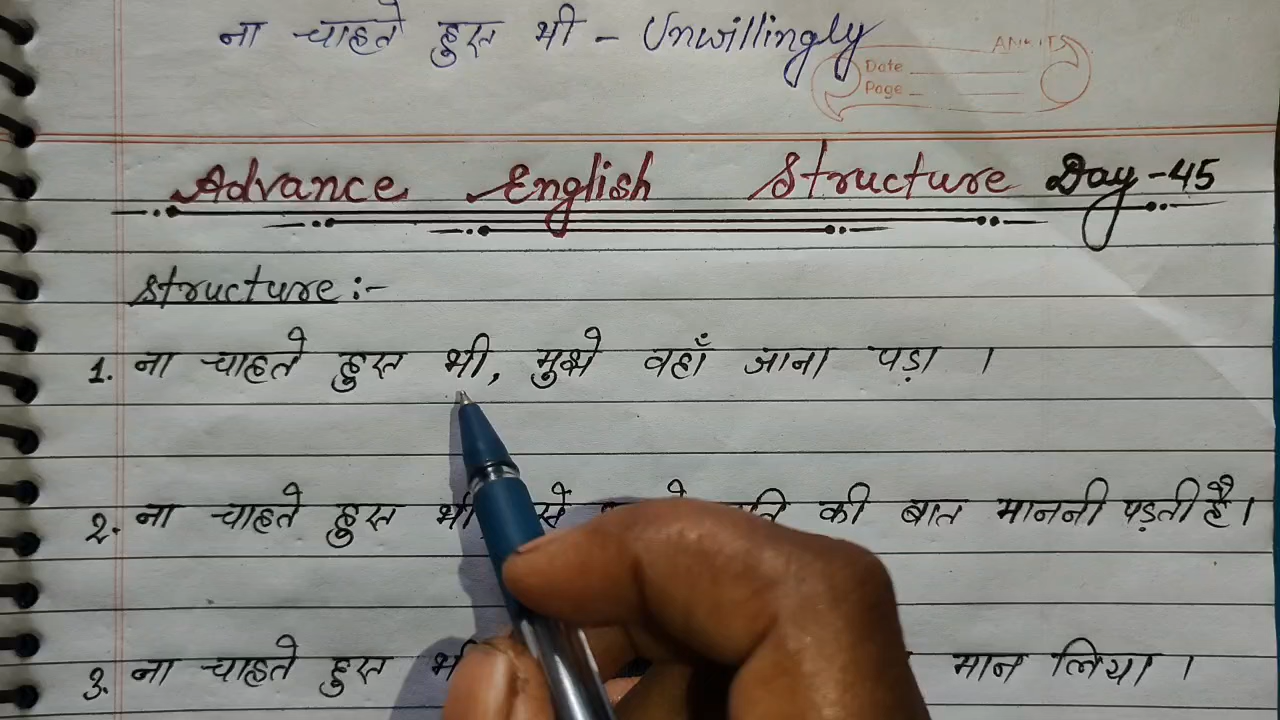 ना चाहते हुए भी - Unwillingly
Date
Page
Advance English Structure Day - 45
Structure :-
1. ना चाहते हुए भी, मुझे वहाँ जाना पड़ा ।
2. ना चाहते हुए भी की बात माननी पड़ती है।
3. ना चाहते हुए मान लिया ।